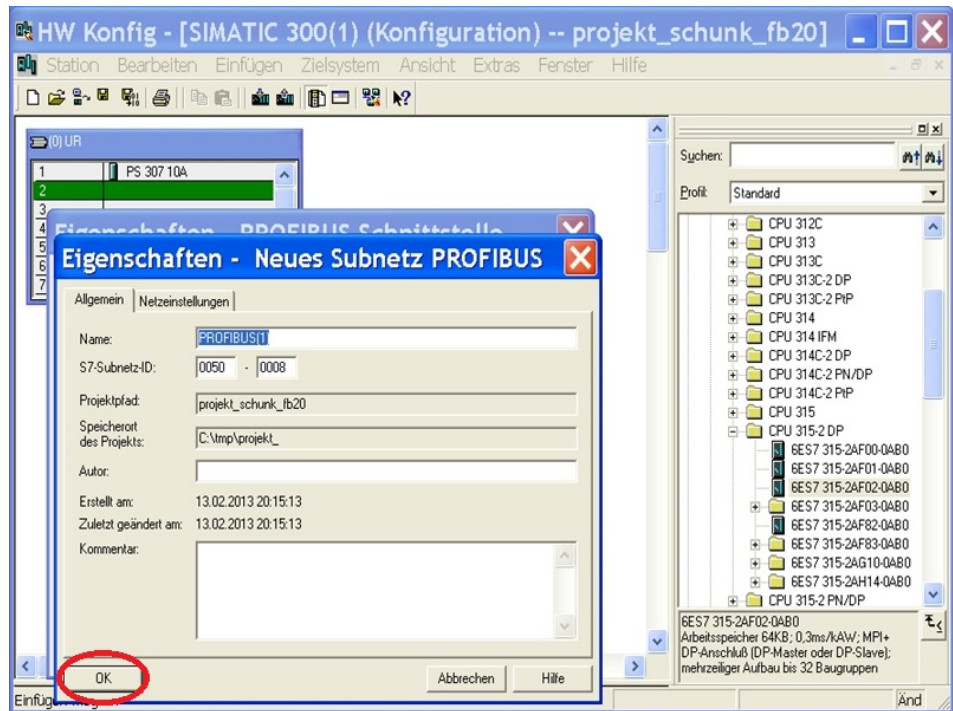 HW Konfig - [SIMATIC 300(1) (Konfiguration) -- projekt_schunk_fb20]
Station Bearbeiten Einfügen Zielsystem Ansicht Extras Fenster Hilfe
(0) UR
1 PS 307 10A
2
3
4
5
6
7
Eigenschaften - PROFIBUS Schnittstelle
Eigenschaften - Neues Subnetz PROFIBUS
Allgemein Netzeinstellungen
Name: PROFIBUS(1)
S7-Subnetz-ID: 0050 - 0008
Projektpfad: projekt_schunk_fb20
Speicherort
des Projekts: C:\tmp\projekt_
Autor:
Erstellt am: 13.02.2013 20:15:13
Zuletzt geändert am: 13.02.2013 20:15:13
Kommentar:
OK Abbrechen Hilfe
Suchen:
Profil: Standard
CPU 312C
CPU 313
CPU 313C
CPU 313C-2 DP
CPU 313C-2 PtP
CPU 314
CPU 314 IFM
CPU 314C-2 DP
CPU 314C-2 PN/DP
CPU 314C-2 PtP
CPU 315
CPU 315-2 DP
6ES7 315-2AF00-0AB0
6ES7 315-2AF01-0AB0
6ES7 315-2AF02-0AB0
6ES7 315-2AF03-0AB0
6ES7 315-2AF82-0AB0
6ES7 315-2AF83-0AB0
6ES7 315-2AG10-0AB0
6ES7 315-2AH14-0AB0
CPU 315-2 PN/DP
6ES7 315-2AF02-0AB0
Arbeitsspeicher 64KB; 0,3ms/kAW; MPI+
DP-Anschluß (DP-Master oder DP-Slave);
mehrzeiliger Aufbau bis 32 Baugruppen
Änd